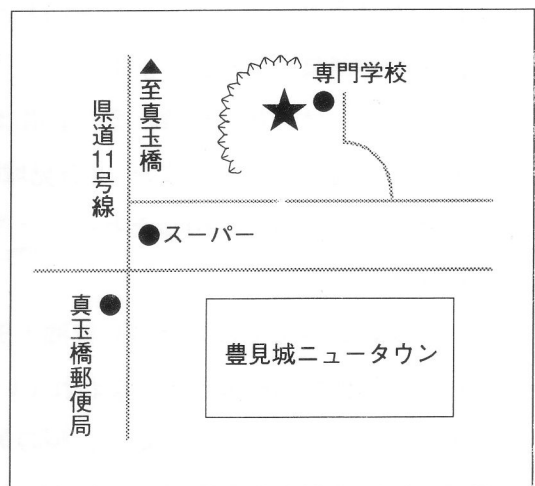 専門学校
▲至真玉橋
県道11号線
スーパー
真玉橋郵便局
豊見城ニュータウン